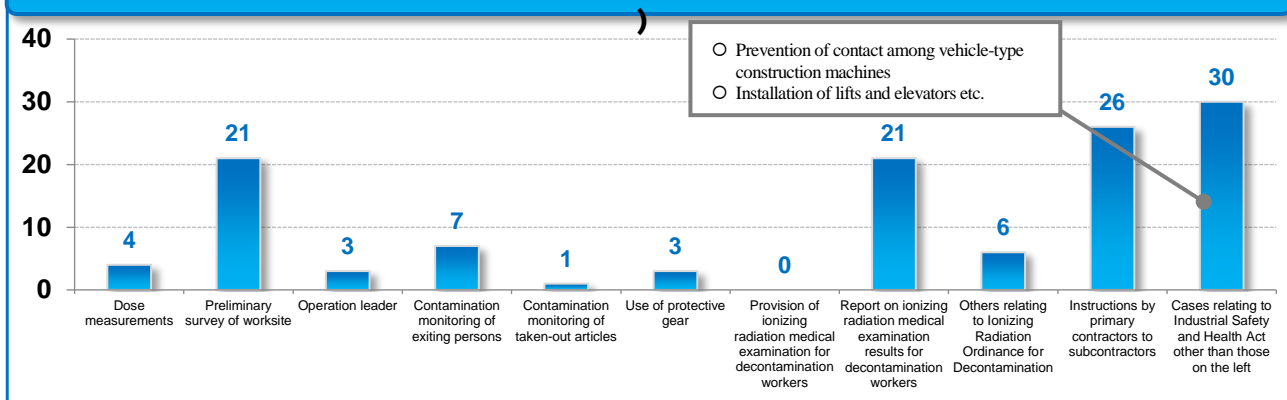 )
40
30
20
10
0
○ Prevention of contact among vehicle-type
construction machines
○ Installation of lifts and elevators etc.
4
21
3
7
1
3
0
21
6
26
30
Dose
measurements
Preliminary
survey of worksite
Operation leader
Contamination
monitoring of
exiting persons
Contamination
monitoring of
taken-out articles
Use of protective
gear
Provision of
ionizing
radiation medical
examination for
decontamination
workers
Report on ionizing
radiation medical
examination
results for
decontamination
workers
Others relating
to Ionizing
Radiation
Ordinance for
Decontamination
Instructions by
primary
contractors to
subcontractors
Cases relating to
Industrial Safety
and Health Act
other than those
on the left